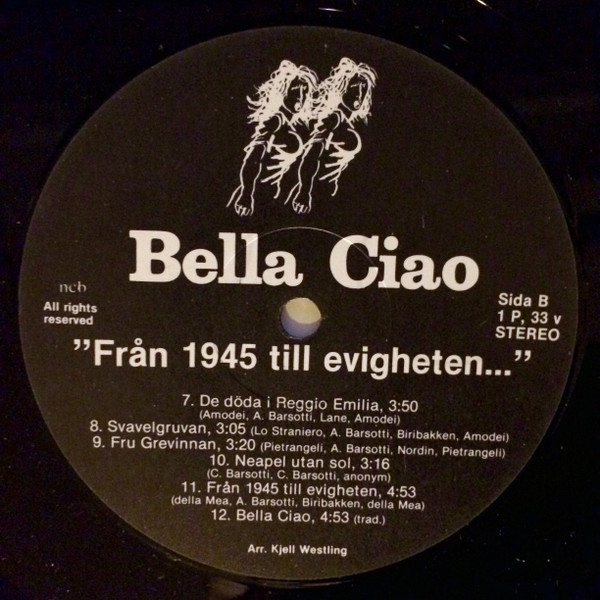 Bella Ciao
ncb
All rights
reserved
Sida B
1 P, 33 v
STEREO
"Från 1945 till evigheten..."
7. De döda i Reggio Emilia, 3:50
(Amodei, A. Barsotti, Lane, Amodei)
8. Svavelgruvan, 3:05 (Lo Straniero, A. Barsotti, Biribakken, Amodei)
9. Fru Grevinnan, 3:20 (Pietrangeli, A. Barsotti, Nordin, Pietrangeli)
10. Neapel utan sol, 3:16
(C. Barsotti, C. Barsotti, anonym)
11. Från 1945 till evigheten, 4:53
(della Mea, A. Barsotti, Biribakken, della Mea)
12. Bella Ciao, 4:53 (trad.)
Arr. Kjell Westling